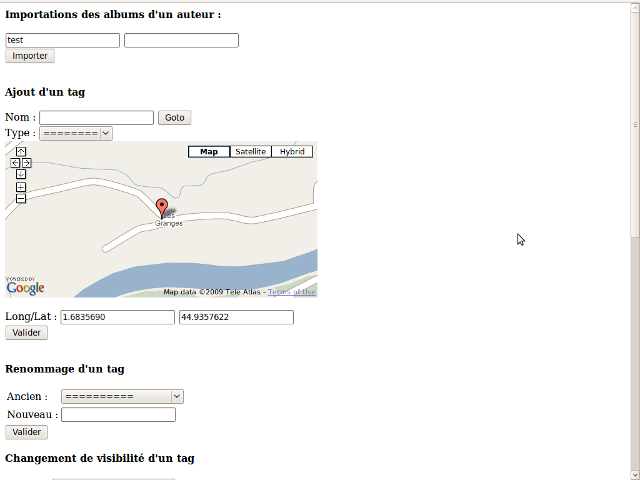 Importations des albums d'un auteur :
test
Importer
Ajout d'un tag
Nom : Goto
Type : ========
Map Satellite Hybrid
Les
Granges
POWERED BY
Google
Map data ©2009 Tele Atlas - Terms of Use
Long/Lat : 1.6835690 44.9357622
Valider
Renommage d'un tag
Ancien : ==========
Nouveau :
Valider
Changement de visibilité d'un tag